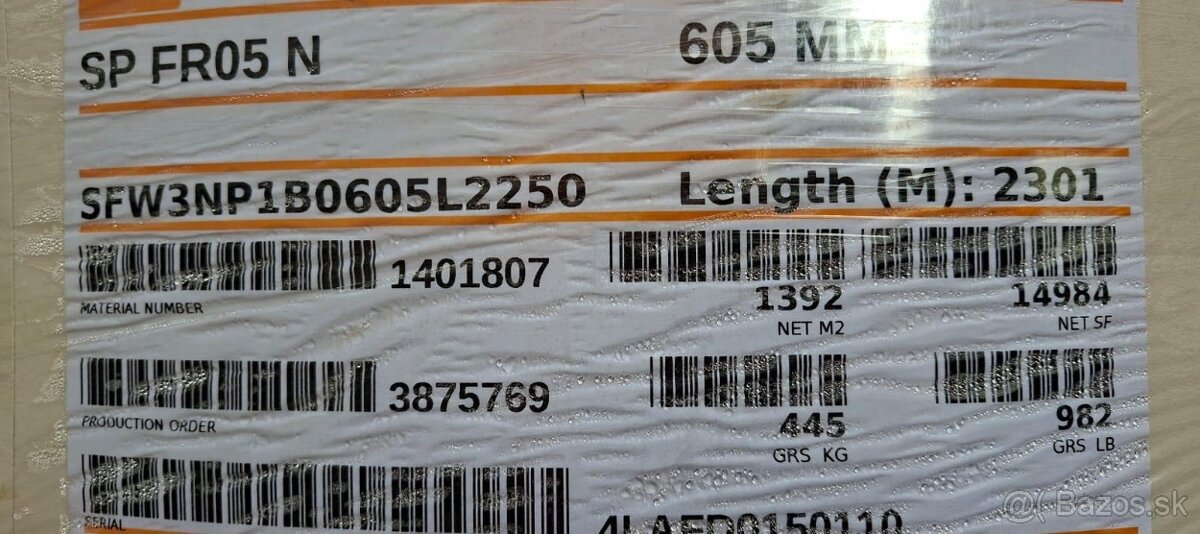 SP FR05 N 605 MM
SFW3NP1B0605L2250 Length (M): 2301
1401807
MATERIAL NUMBER
1392 14984
NET M2 NET SF
3875769
PRODUCTION ORDER
445 982
GRS KG GRS LB
SERIAL
Bazos.sk